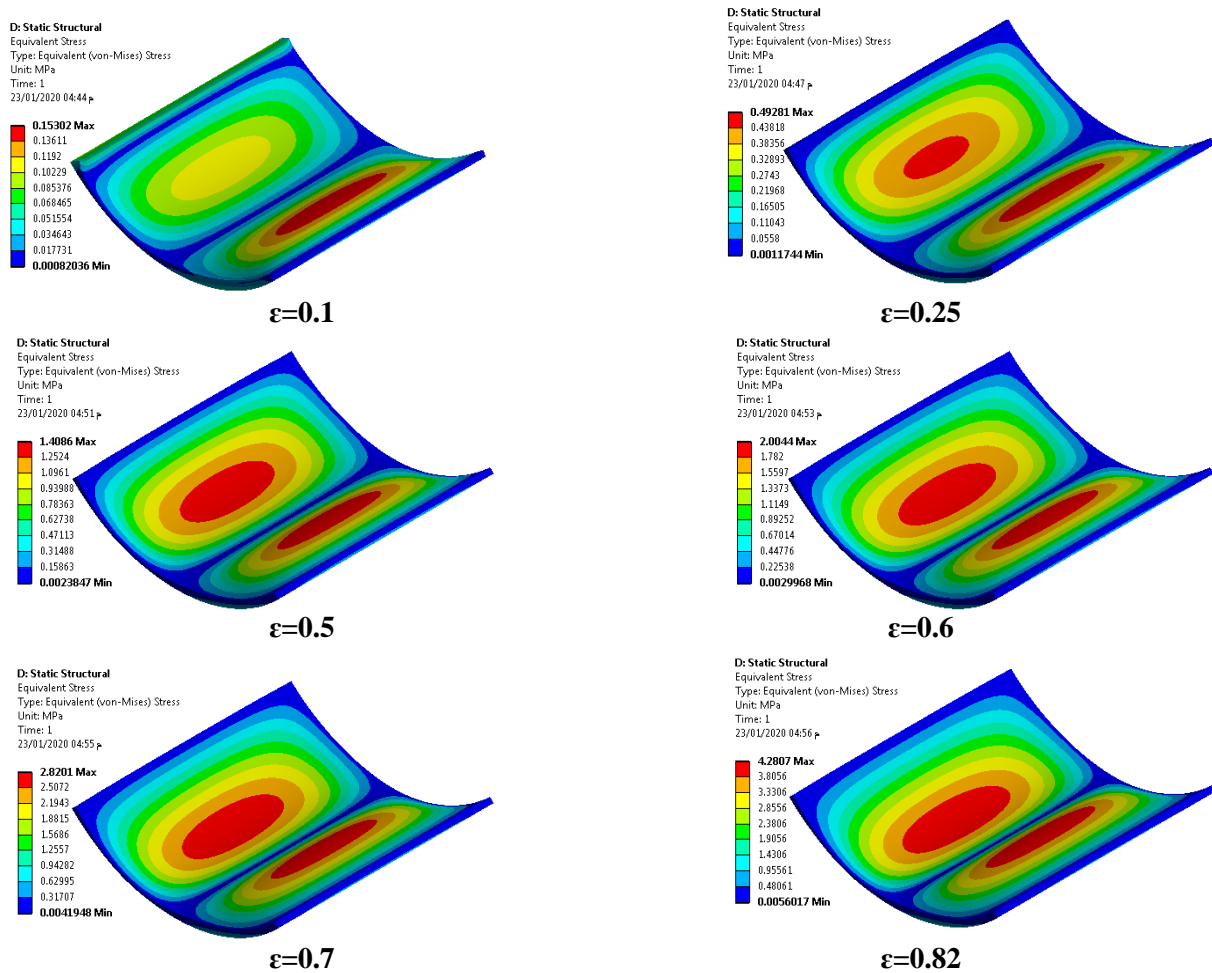 D: Static Structural
Equivalent Stress
Type: Equivalent (von-Mises) Stress
Unit: MPa
Time: 1
23/01/2020 04:44 م
0.15302 Max
0.13611
0.1192
0.10229
0.085376
0.068465
0.051554
0.034643
0.017731
0.00082036 Min
ε=0.1
D: Static Structural
Equivalent Stress
Type: Equivalent (von-Mises) Stress
Unit: MPa
Time: 1
23/01/2020 04:47 م
0.49281 Max
0.43818
0.38356
0.32893
0.2743
0.21968
0.16505
0.11043
0.0558
0.0011744 Min
ε=0.25
D: Static Structural
Equivalent Stress
Type: Equivalent (von-Mises) Stress
Unit: MPa
Time: 1
23/01/2020 04:51 م
1.4086 Max
1.2524
1.0961
0.93988
0.78363
0.62738
0.47113
0.31488
0.15863
0.0023847 Min
ε=0.5
D: Static Structural
Equivalent Stress
Type: Equivalent (von-Mises) Stress
Unit: MPa
Time: 1
23/01/2020 04:53 م
2.0044 Max
1.782
1.5597
1.3373
1.1149
0.89252
0.67014
0.44776
0.22538
0.0029968 Min
ε=0.6
D: Static Structural
Equivalent Stress
Type: Equivalent (von-Mises) Stress
Unit: MPa
Time: 1
23/01/2020 04:55 م
2.8201 Max
2.5072
2.1943
1.8815
1.5686
1.2557
0.94282
0.62995
0.31707
0.0041948 Min
ε=0.7
D: Static Structural
Equivalent Stress
Type: Equivalent (von-Mises) Stress
Unit: MPa
Time: 1
23/01/2020 04:56 م
4.2807 Max
3.8056
3.3306
2.8556
2.3806
1.9056
1.4306
0.95561
0.48061
0.0056017 Min
ε=0.82